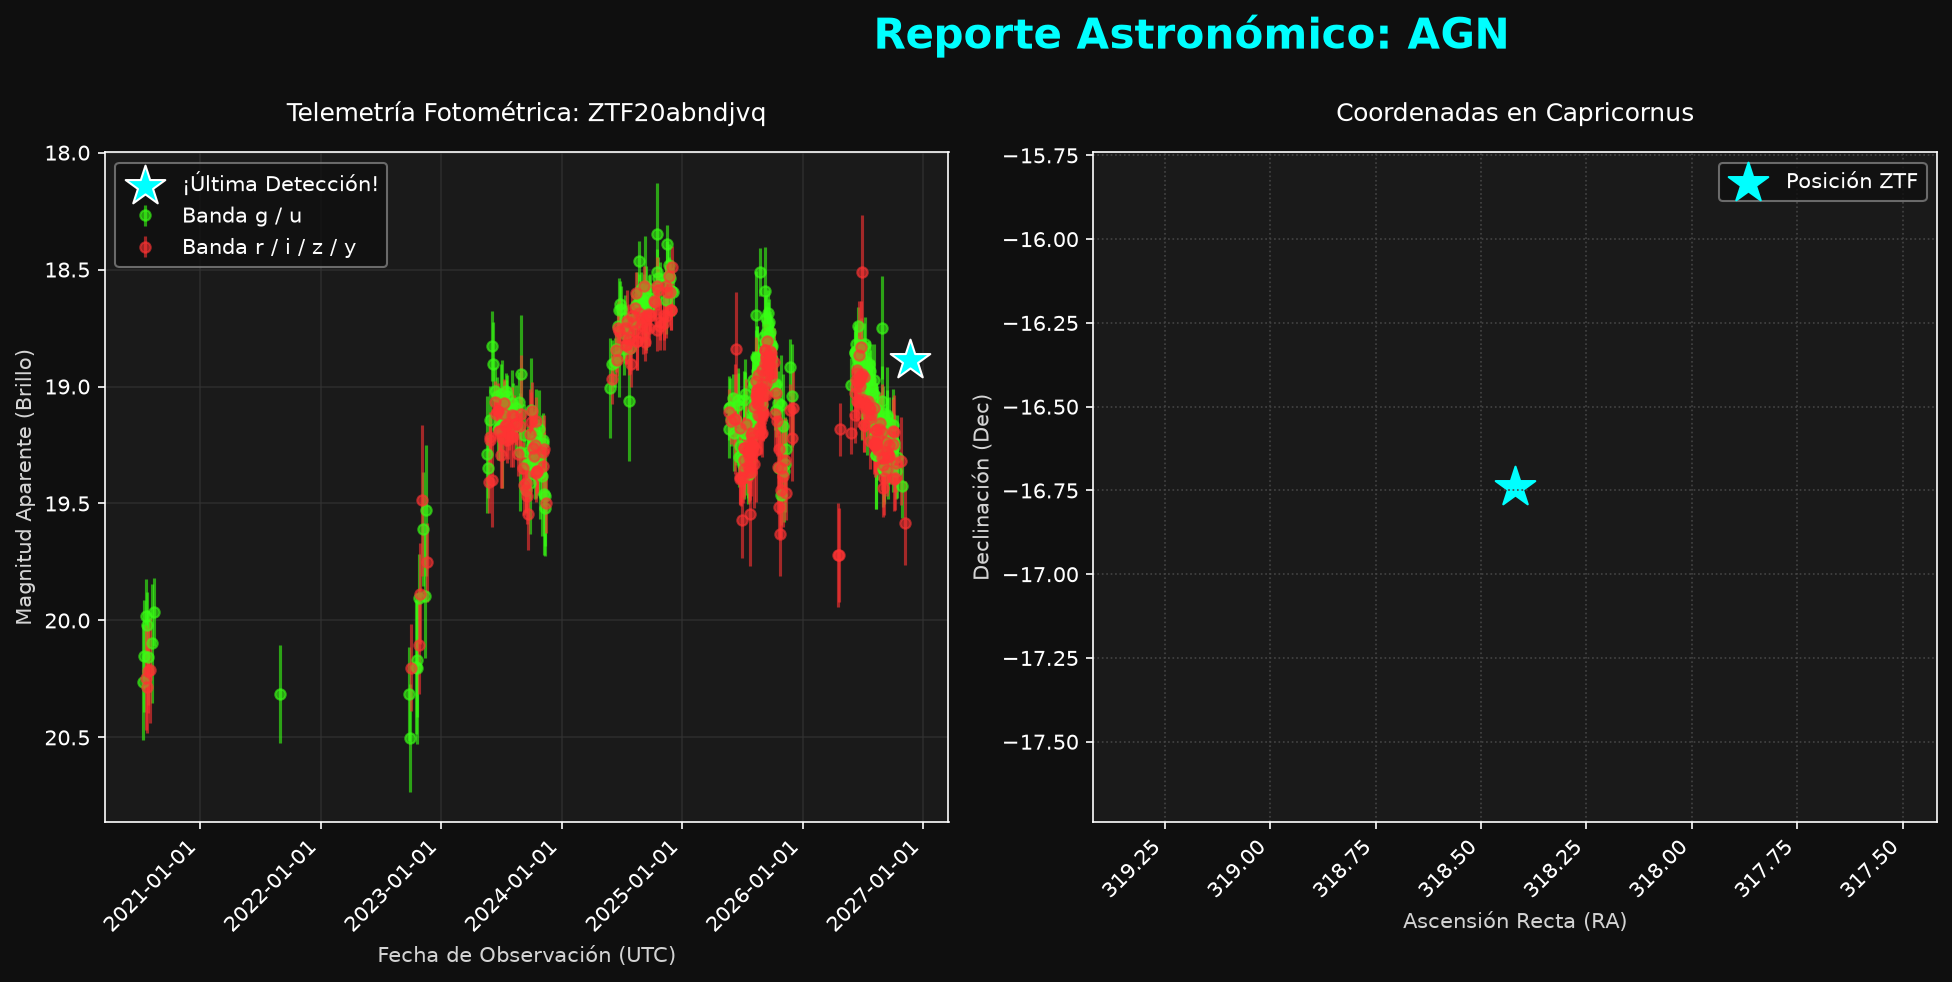 Reporte Astronómico: AGN
Telemetría Fotométrica: ZTF20abndjvq
¡Última Detección!
Banda g / u
Banda r / i / z / y
Magnitud Aparente (Brillo)
18.0
18.5
19.0
19.5
20.0
20.5
2021-01-01
2022-01-01
2023-01-01
2024-01-01
2025-01-01
2026-01-01
2027-01-01
Fecha de Observación (UTC)
Coordenadas en Capricornus
Posición ZTF
Declinación (Dec)
−15.75
−16.00
−16.25
−16.50
−16.75
−17.00
−17.25
−17.50
319.25
319.00
318.75
318.50
318.25
318.00
317.75
317.50
Ascensión Recta (RA)